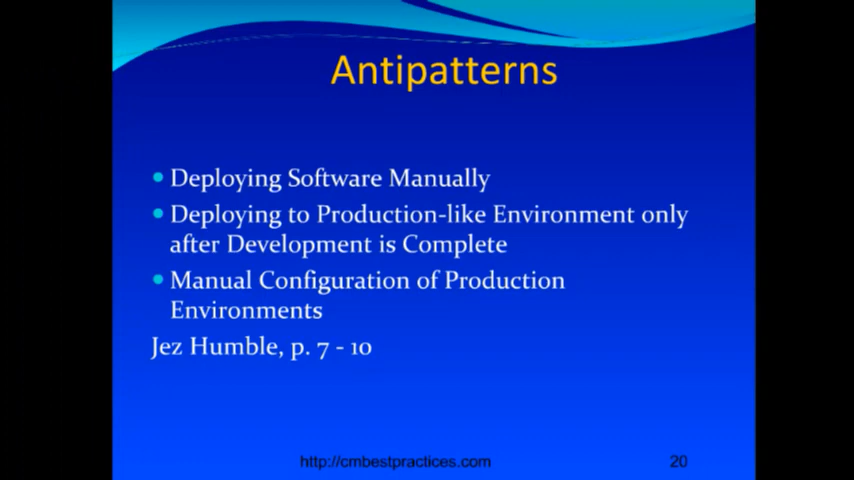 Antipatterns
• Deploying Software Manually
• Deploying to Production-like Environment only
after Development is Complete
• Manual Configuration of Production
Environments
Jez Humble, p. 7 - 10
http://cmbestpractices.com
20